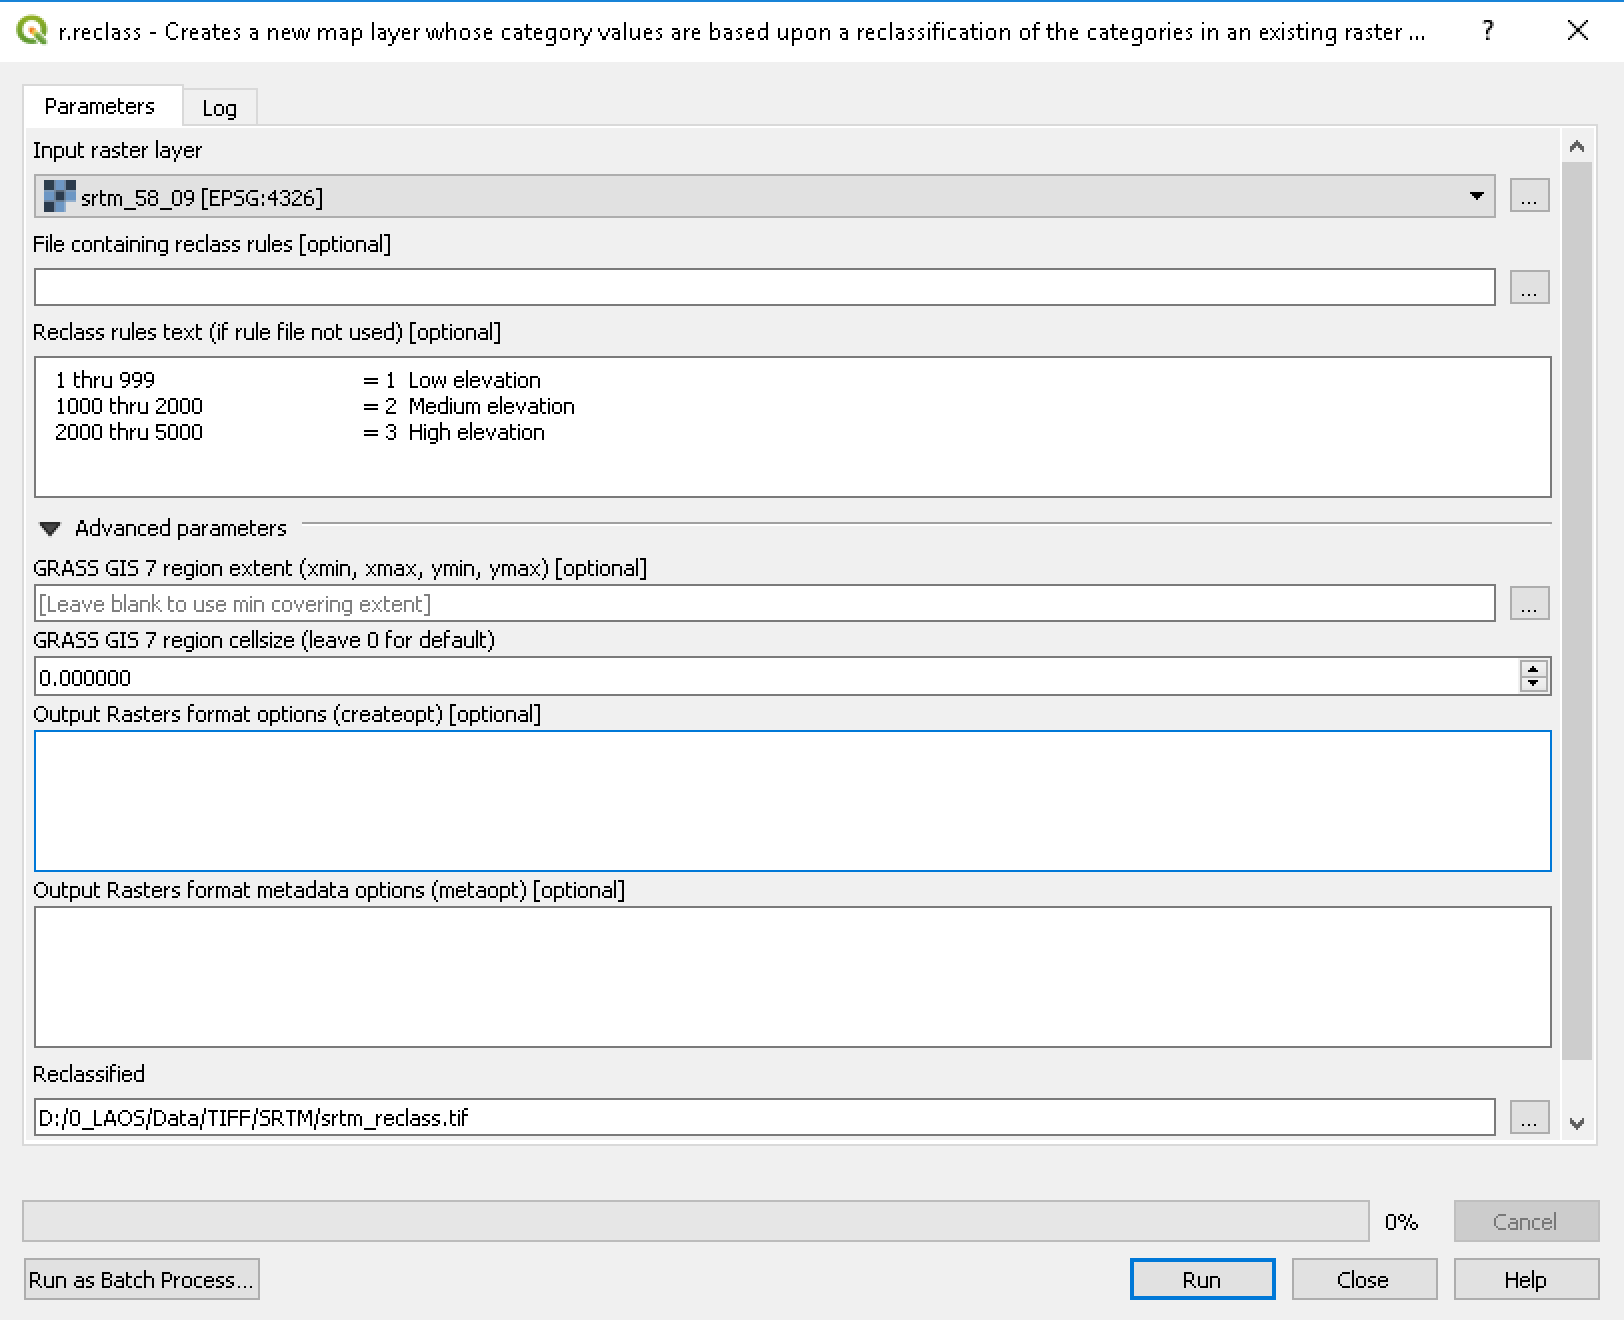 r.reclass - Creates a new map layer whose category values are based upon a reclassification of the categories in an existing raster ...
?
Parameters
Log
Input raster layer
srtm_58_09 [EPSG:4326]
...
File containing reclass rules [optional]
...
Reclass rules text (if rule file not used) [optional]
1 thru 999 = 1 Low elevation
1000 thru 2000 = 2 Medium elevation
2000 thru 5000 = 3 High elevation
Advanced parameters
GRASS GIS 7 region extent (xmin, xmax, ymin, ymax) [optional]
[Leave blank to use min covering extent]
...
GRASS GIS 7 region cellsize (leave 0 for default)
0.000000
Output Rasters format options (createopt) [optional]
Output Rasters format metadata options (metaopt) [optional]
Reclassified
D:/0_LAOS/Data/TIFF/SRTM/srtm_reclass.tif
...
0%
Cancel
Run as Batch Process...
Run
Close
Help